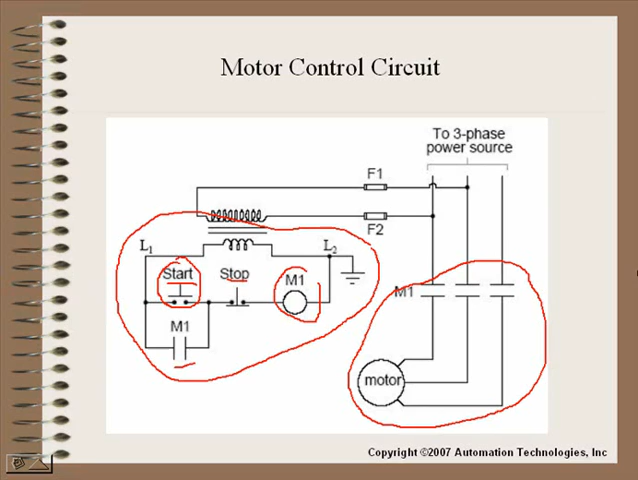 Motor Control Circuit
To 3-phase
power source
F1
F2
L1
L2
Start
Stop
M1
M1
M1
motor
Copyright ©2007 Automation Technologies, Inc